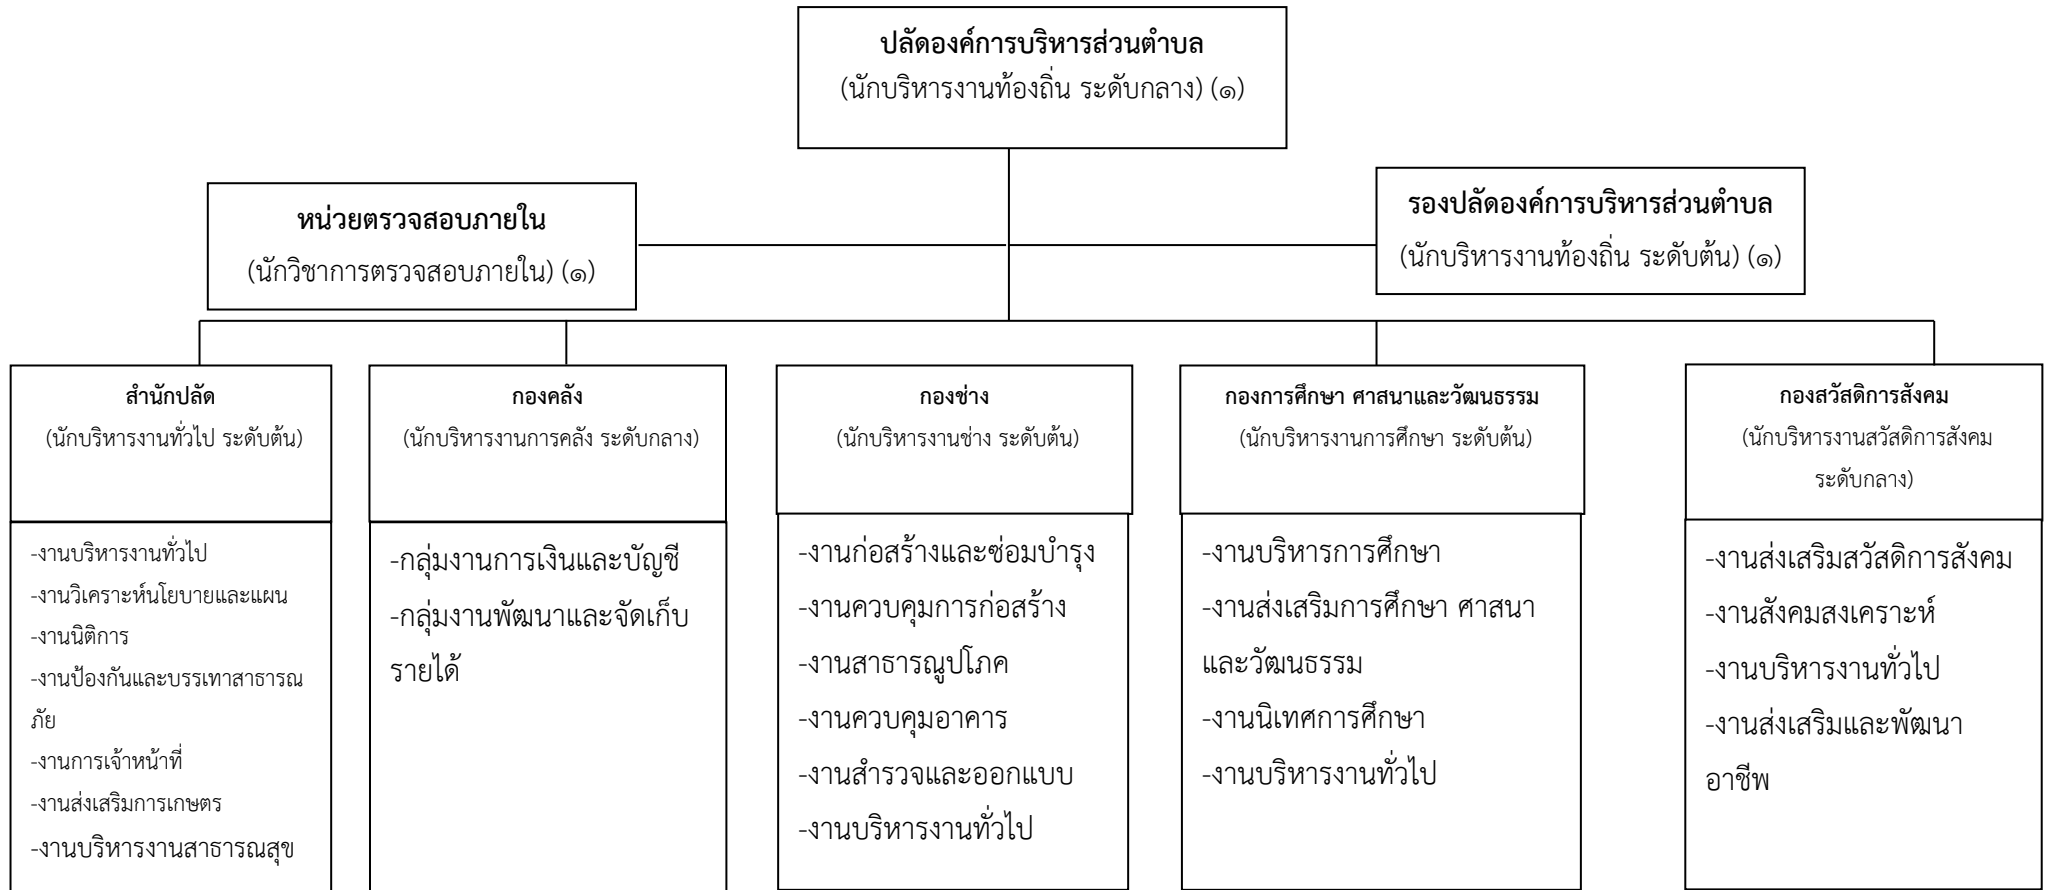 ปลัดองค์การบริหารส่วนตำบล
(นักบริหารงานท้องถิ่น ระดับกลาง) (๑)
หน่วยตรวจสอบภายใน
(นักวิชาการตรวจสอบภายใน) (๑)
รองปลัดองค์การบริหารส่วนตำบล
(นักบริหารงานท้องถิ่น ระดับต้น) (๑)
สำนักปลัด
(นักบริหารงานทั่วไป ระดับต้น)
-งานบริหารงานทั่วไป
-งานวิเคราะห์นโยบายและแผน
-งานนิติการ
-งานป้องกันและบรรเทาสาธารณ
ภัย
-งานการเจ้าหน้าที่
-งานส่งเสริมการเกษตร
-งานบริหารงานสาธารณสุข
กองคลัง
(นักบริหารงานการคลัง ระดับกลาง)
-กลุ่มงานการเงินและบัญชี
-กลุ่มงานพัฒนาและจัดเก็บ
รายได้
กองช่าง
(นักบริหารงานช่าง ระดับต้น)
-งานก่อสร้างและซ่อมบำรุง
-งานควบคุมการก่อสร้าง
-งานสาธารณูปโภค
-งานควบคุมอาคาร
-งานสำรวจและออกแบบ
-งานบริหารงานทั่วไป
กองการศึกษา ศาสนาและวัฒนธรรม
(นักบริหารงานการศึกษา ระดับต้น)
-งานบริหารการศึกษา
-งานส่งเสริมการศึกษา ศาสนา
และวัฒนธรรม
-งานนิเทศการศึกษา
-งานบริหารงานทั่วไป
กองสวัสดิการสังคม
(นักบริหารงานสวัสดิการสังคม
ระดับกลาง)
-งานส่งเสริมสวัสดิการสังคม
-งานสังคมสงเคราะห์
-งานบริหารงานทั่วไป
-งานส่งเสริมและพัฒนา
อาชีพ